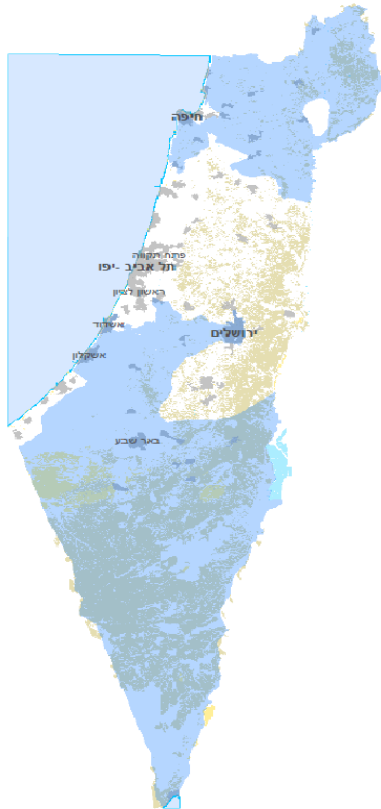 חיפה
פתח תקווה
תל אביב -יפו
ראשון לציון
אשדוד
ירושלים
אשקלון
באר שבע